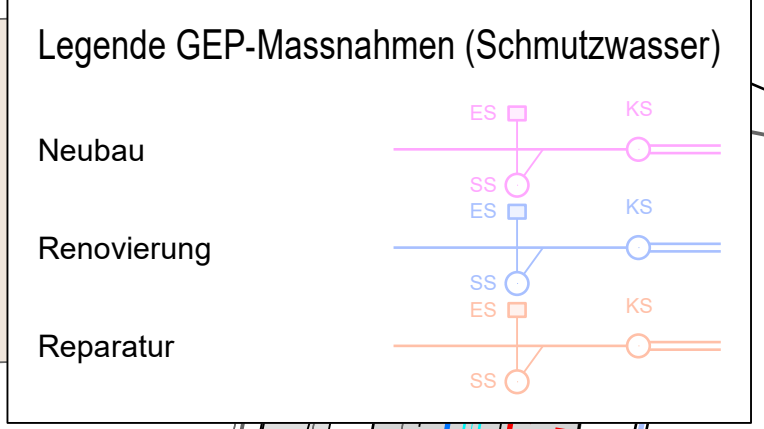 Legende GEP-Massnahmen (Schmutzwasser)
ES KS
Neubau
SS
ES KS
Renovierung
SS
ES KS
Reparatur
SS